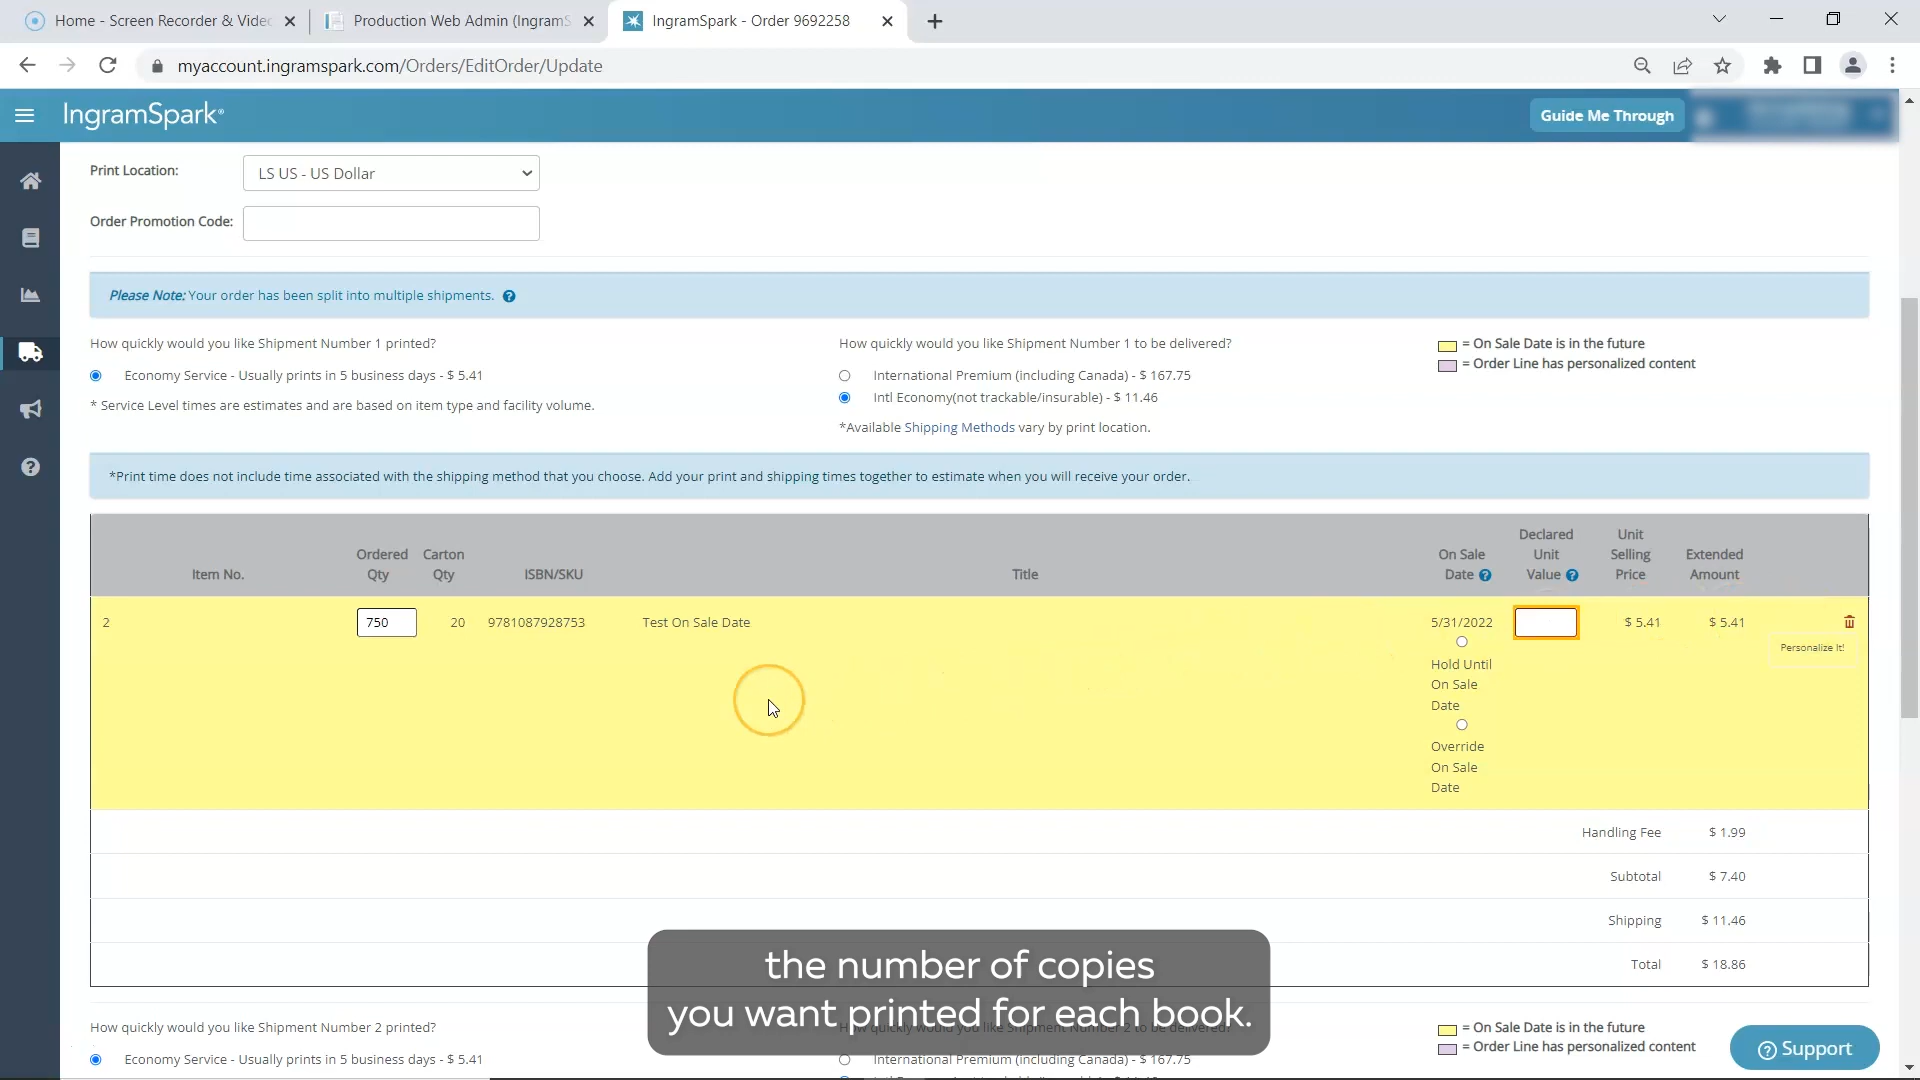 Home - Screen Recorder & Video
Production Web Admin (IngramS
IngramSpark - Order 9692258
myaccount.ingramspark.com/Orders/EditOrder/Update
IngramSpark®
Guide Me Through
Print Location:
LS US - US Dollar
Order Promotion Code:
Please Note: Your order has been split into multiple shipments.
How quickly would you like Shipment Number 1 printed?
How quickly would you like Shipment Number 1 to be delivered?
= On Sale Date is in the future
= Order Line has personalized content
Economy Service - Usually prints in 5 business days - $ 5.41
International Premium (including Canada) - $ 167.75
* Service Level times are estimates and are based on item type and facility volume.
Intl Economy(not trackable/insurable) - $ 11.46
*Available Shipping Methods vary by print location.
*Print time does not include time associated with the shipping method that you choose. Add your print and shipping times together to estimate when you will receive your order.
Item No.
Ordered Qty
Carton Qty
ISBN/SKU
Title
On Sale Date
Declared Unit Value
Unit Selling Price
Extended Amount
2 750 20 9781087928753 Test On Sale Date 5/31/2022 $ 5.41 $ 5.41
Personalize It!
Hold Until
On Sale
Date
Override
On Sale
Date
Handling Fee $ 1.99
Subtotal $ 7.40
Shipping $ 11.46
Total $ 18.86
the number of copies
you want printed for each book.
How quickly would you like Shipment Number 2 printed?
How quickly would you like Shipment Number 2 to be delivered?
= On Sale Date is in the future
= Order Line has personalized content
Economy Service - Usually prints in 5 business days - $ 5.41
International Premium (including Canada) - $ 167.75
Support